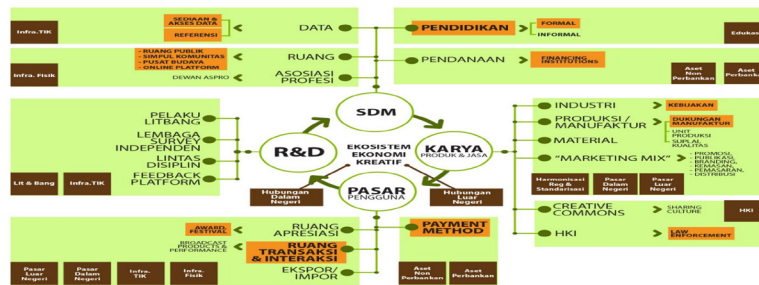 Infra.TIK
SEDIAAN &
AKSES DATA
REFERENSI
DATA
Infra. Fisik
- RUANG PUBLIK
- SIMPUL KOMUNITAS
- PUSAT BUDAYA
- ONLINE PLATFORM
DEWAN ASPRO
RUANG
ASOSIASI
PROFESI
PENDIDIKAN
FORMAL
INFORMAL
Edukasi
PENDANAAN
FINANCING
INSTITUTIONS
Aset
Non
Perbankan
Aset
Perbankan
PELAKU
LITBANG
LEMBAGA
SURVEY
INDEPENDEN
LINTAS
DISIPLIN
FEEDBACK
PLATFORM
Lit & Bang
Infra.TIK
SDM
R&D
EKOSISTEM
EKONOMI
KREATIF
KARYA
PRODUK & JASA
PASAR
PENGGUNA
Hubungan
Dalam
Negeri
Hubungan
Luar
Negeri
INDUSTRI
KEBIJAKAN
PRODUKSI /
MANUFAKTUR
DUKUNGAN
MANUFAKTUR
UNIT
PRODUKSI
MATERIAL
SUPLAI,
KUALITAS
"MARKETING MIX"
- PROMOSI,
- PUBLIKASI,
- BRANDING,
- KEMASAN,
- PEMASARAN,
- DISTRIBUSI
Harmonisasi
Reg &
Standarisasi
Pasar
Dalam
Negeri
Pasar
Luar
Negeri
CREATIVE
COMMONS
SHARING
CULTURE
HKI
HKI
LAW
ENFORCEMENT
AWARD
FESTIVAL
RUANG
APRESIASI
BROADCAST
PRODUCTS &
PERFORMANCE
RUANG
TRANSAKSI
& INTERAKSI
EKSPOR/
IMPOR
Pasar
Luar
Negeri
Pasar
Dalam
Negeri
Infra.
TIK
Infra.
Fisik
PAYMENT
METHOD
Aset
Non
Perbankan
Aset
Perbankan